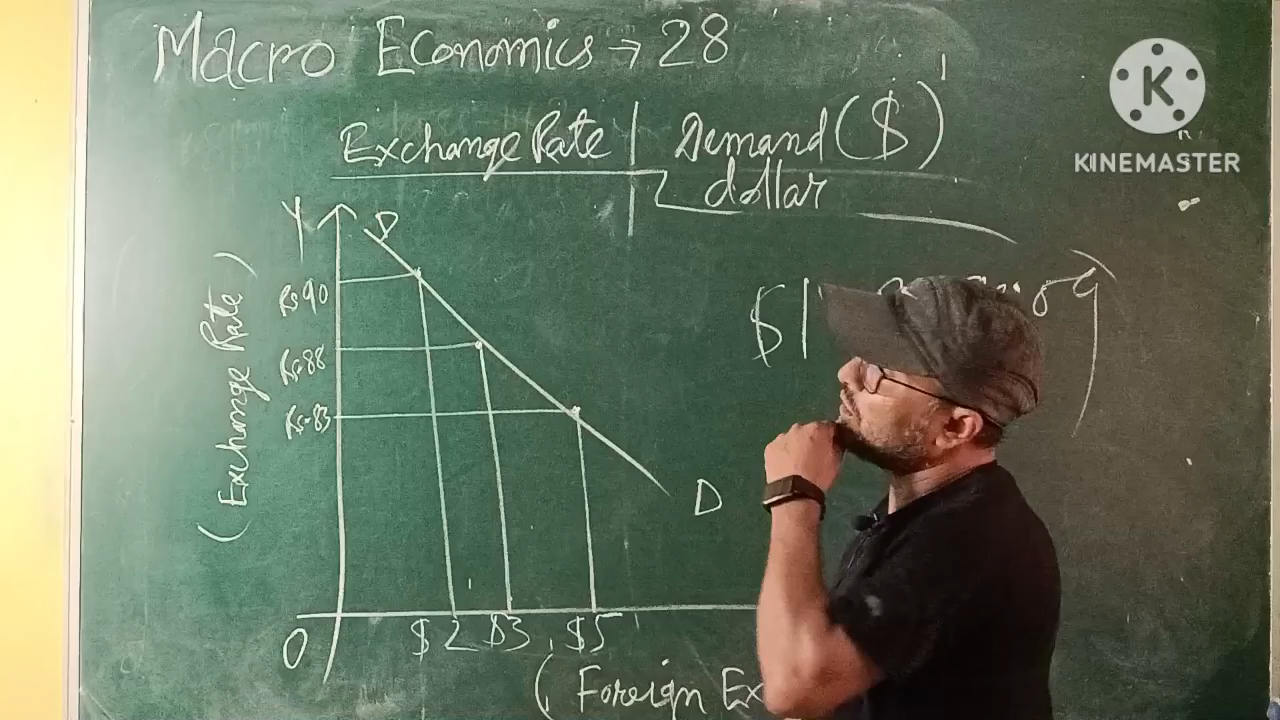 Macro Economics → 28
Exchange Rate | Demand ($)
dollar
Y
D
Rs-90
Rs-88
Rs-83
(Exchange Rate)
$1
D
O
$2 $3, $5
(Foreign Ex
K
KINEMASTER